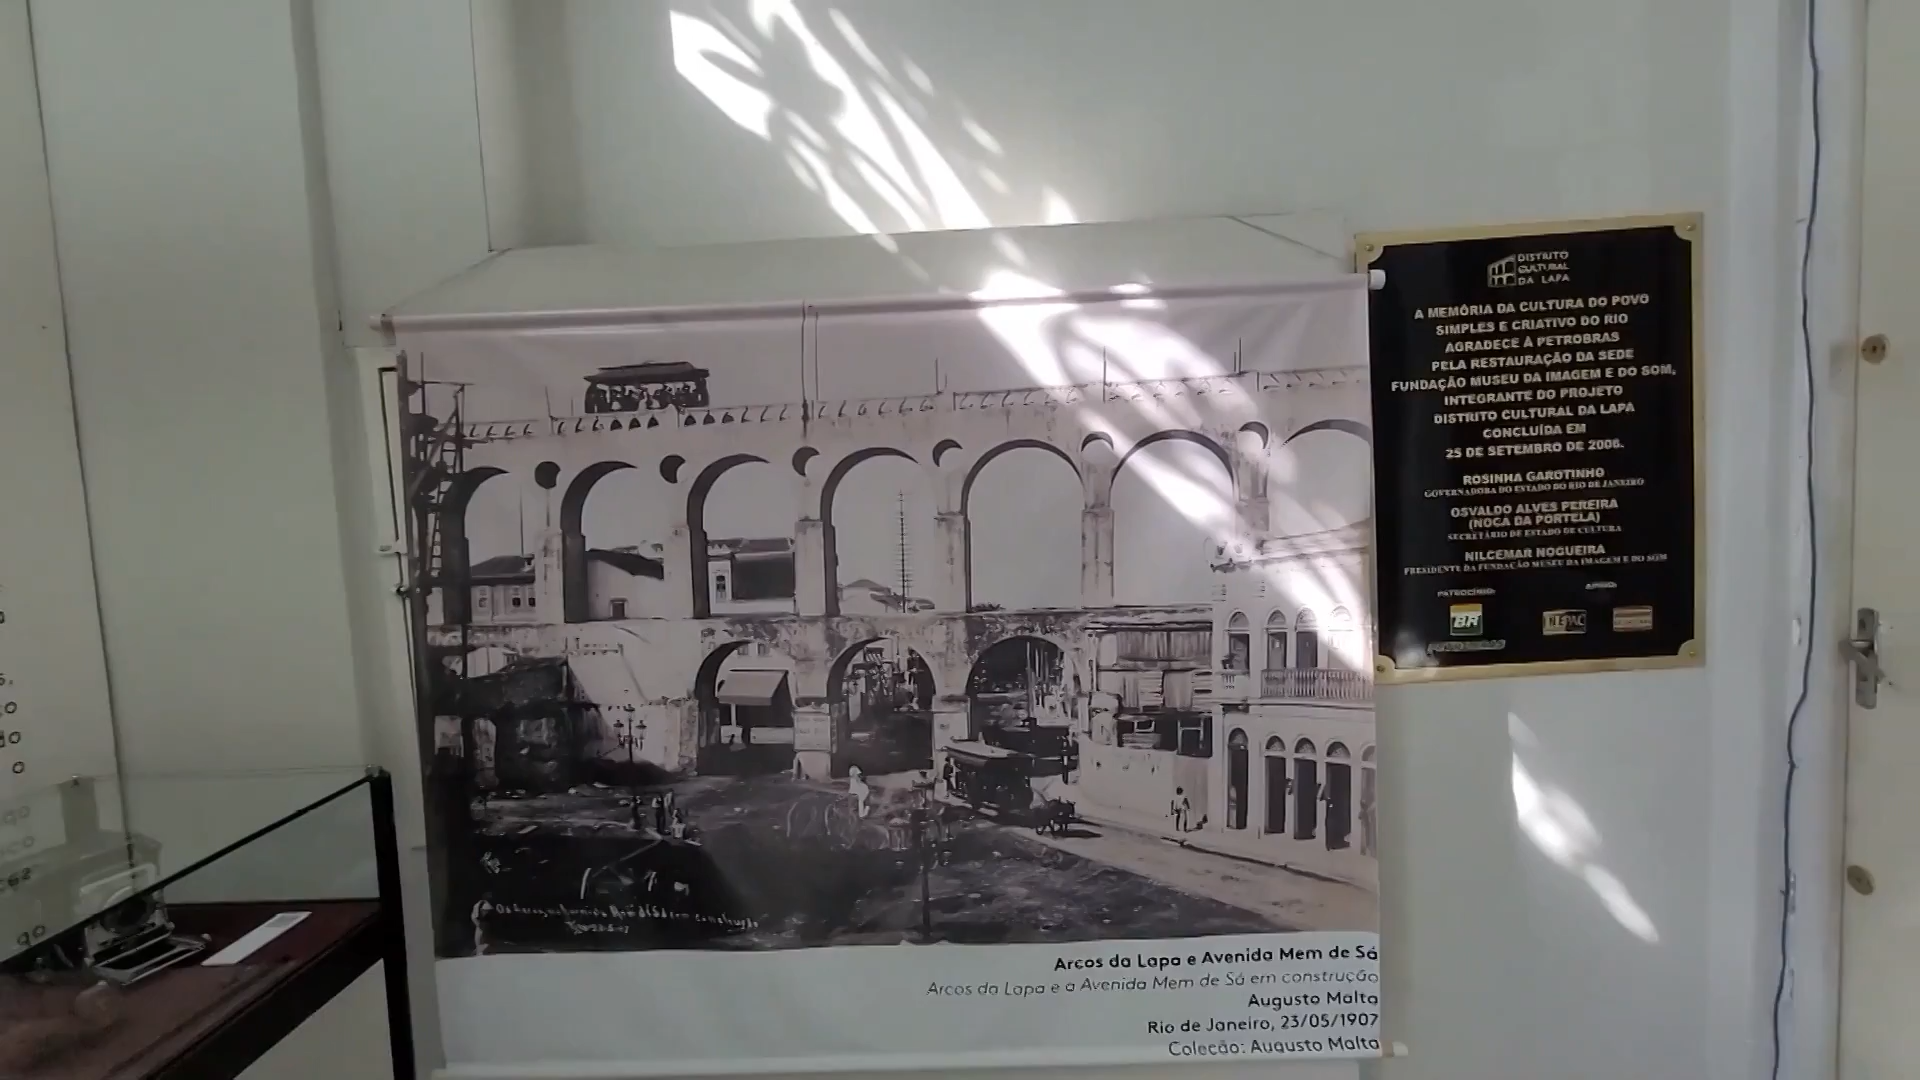 DISTRITO
CULTURAL
DA LAPA
A MEMÓRIA DA CULTURA DO POVO
SIMPLES E CRIATIVO DO RIO
AGRADECE À PETROBRAS
PELA RESTAURAÇÃO DA SEDE
FUNDAÇÃO MUSEU DA IMAGEM E DO SOM,
INTEGRANTE DO PROJETO
DISTRITO CULTURAL DA LAPA
CONCLUÍDA EM
25 DE SETEMBRO DE 2006.
ROSINHA GAROTINHO
GOVERNADORA DO ESTADO DO RIO DE JANEIRO
OSVALDO ALVES PEREIRA
(NOCA DA PORTELA)
SECRETÁRIO DE ESTADO DE CULTURA
NILCEMAR NOGUEIRA
PRESIDENTE DA FUNDAÇÃO MUSEU DA IMAGEM E DO SOM
PATROCÍNIO:
APOIO:
BR
INEPAC
PETROBRAS
Arcos da Lapa e Avenida Mem de Sá
Arcos da Lapa e a Avenida Mem de Sá em construção
Augusto Malta
Rio de Janeiro, 23/05/1907
Coleção: Augusto Malta